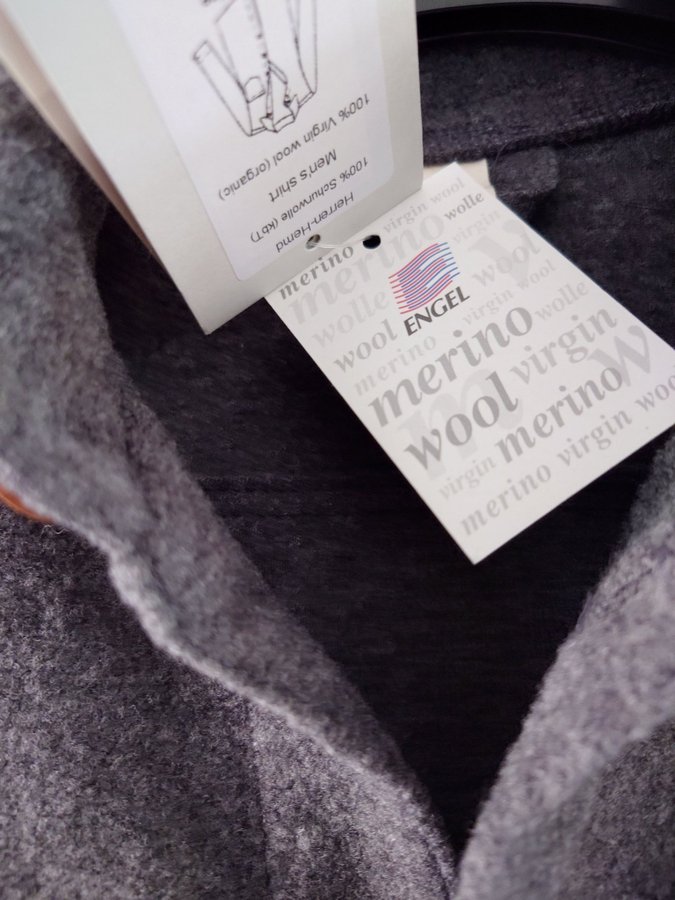 Herren-Hemd
100% Schurwolle (kbT)
Men's shirt
100% Virgin wool (organic)
virgin wool
merino wolle
merino virgin
wolle ENGEL wool
wool virgin wool
merino wolle
merino virgin
wool merino
virgin
merino virgin wool